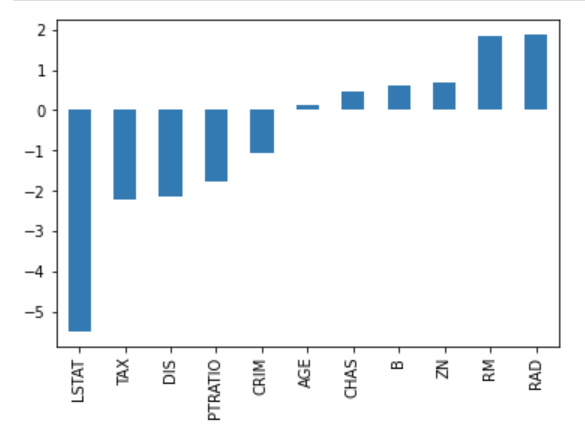 2
1
0
−1
−2
−3
−4
−5
LSTAT
TAX
DIS
PTRATIO
CRIM
AGE
CHAS
B
ZN
RM
RAD